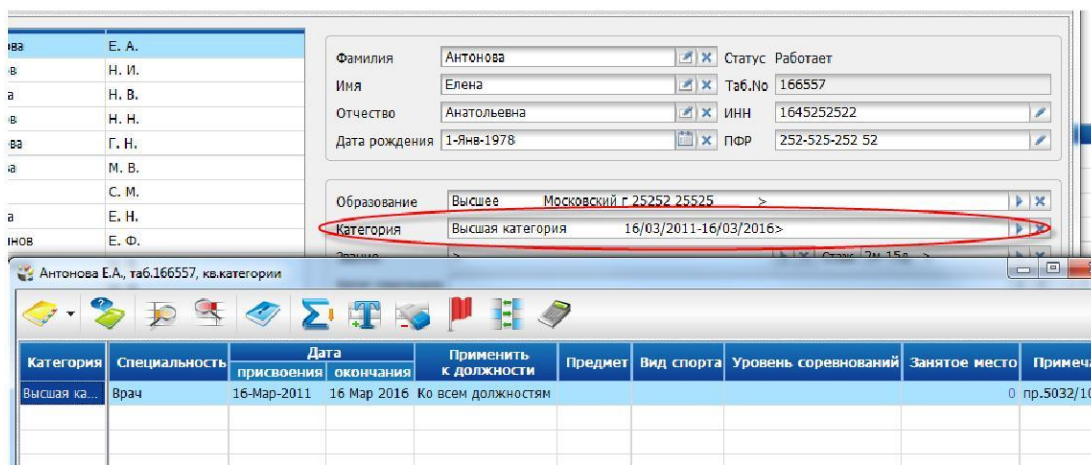 Е. А.
Н. И.
Н. В.
Н. Н.
Г. Н.
М. В.
С. М.
Е. Н.
Е. Ф.
Фамилия Антонова Статус Работает
Имя Елена Таб.No 166557
Отчество Анатольевна ИНН 1645252522
Дата рождения 1-Янв-1978 ПФР 252-525-252 52
Образование Высшее Московский г 25252 25525 >
Категория Высшая категория 16/03/2011-16/03/2016>
Антонова Е.А., таб.166557, кв.категории
Категория Специальность Дата присвоения окончания Применить к должности Предмет Вид спорта Уровень соревнований Занятое место Примеча
Высшая ка... Врач 16-Мар-2011 16 Мар 2016 Ко всем должностям 0 пр.5032/10